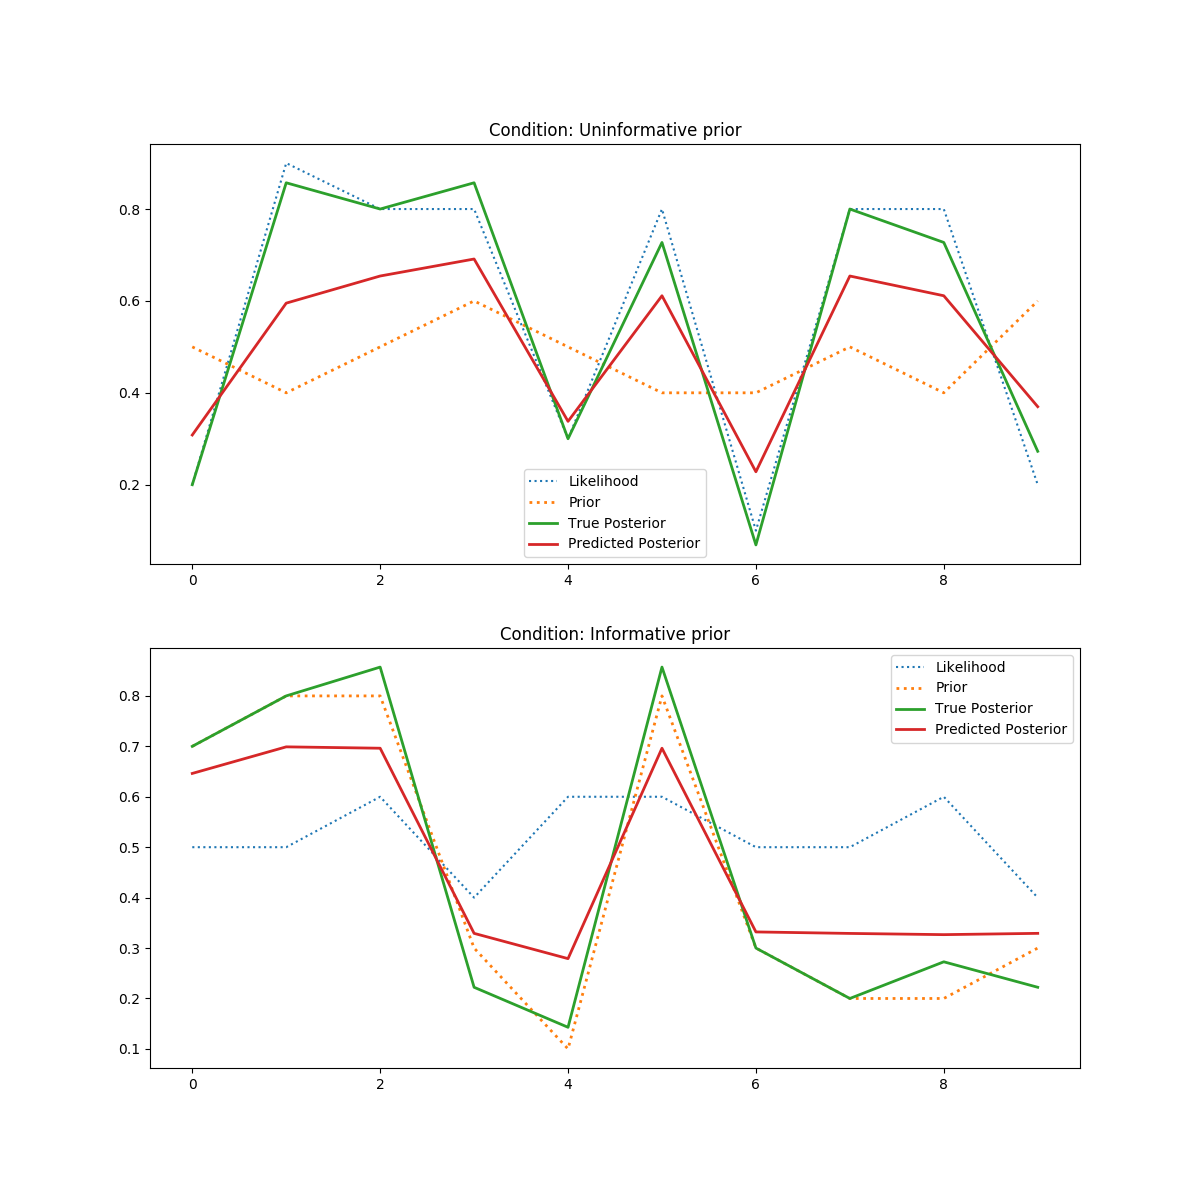 Condition: Uninformative prior
0.8
0.6
0.4
0.2
Likelihood
Prior
True Posterior
Predicted Posterior
0 2 4 6 8
Condition: Informative prior
0.8
0.7
0.6
0.5
0.4
0.3
0.2
0.1
Likelihood
Prior
True Posterior
Predicted Posterior
0 2 4 6 8